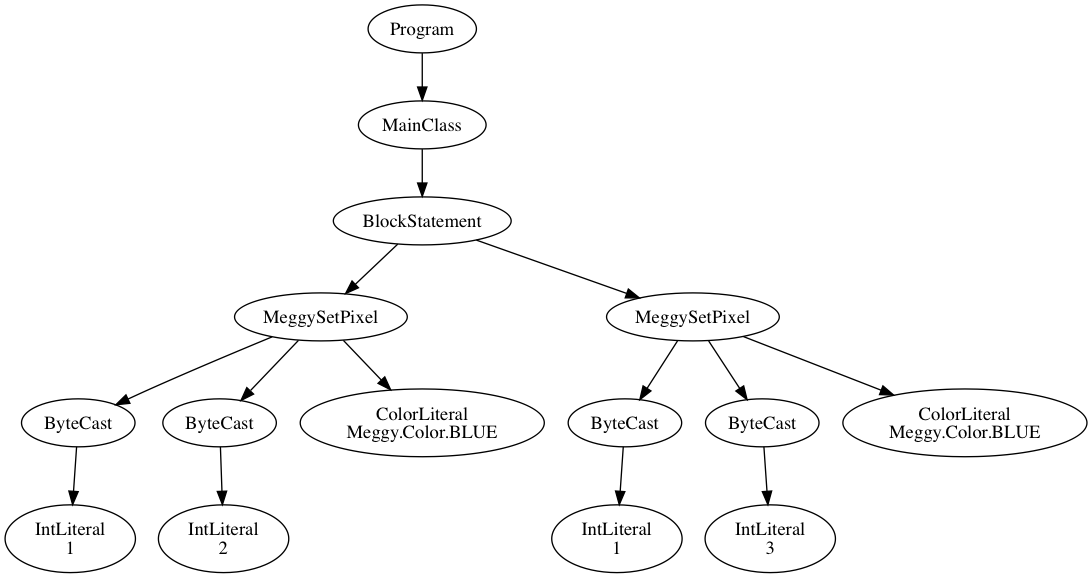 Program
MainClass
BlockStatement
MeggySetPixel
MeggySetPixel
ByteCast
ByteCast
ColorLiteral
Meggy.Color.BLUE
ByteCast
ByteCast
ColorLiteral
Meggy.Color.BLUE
IntLiteral
1
IntLiteral
2
IntLiteral
1
IntLiteral
3